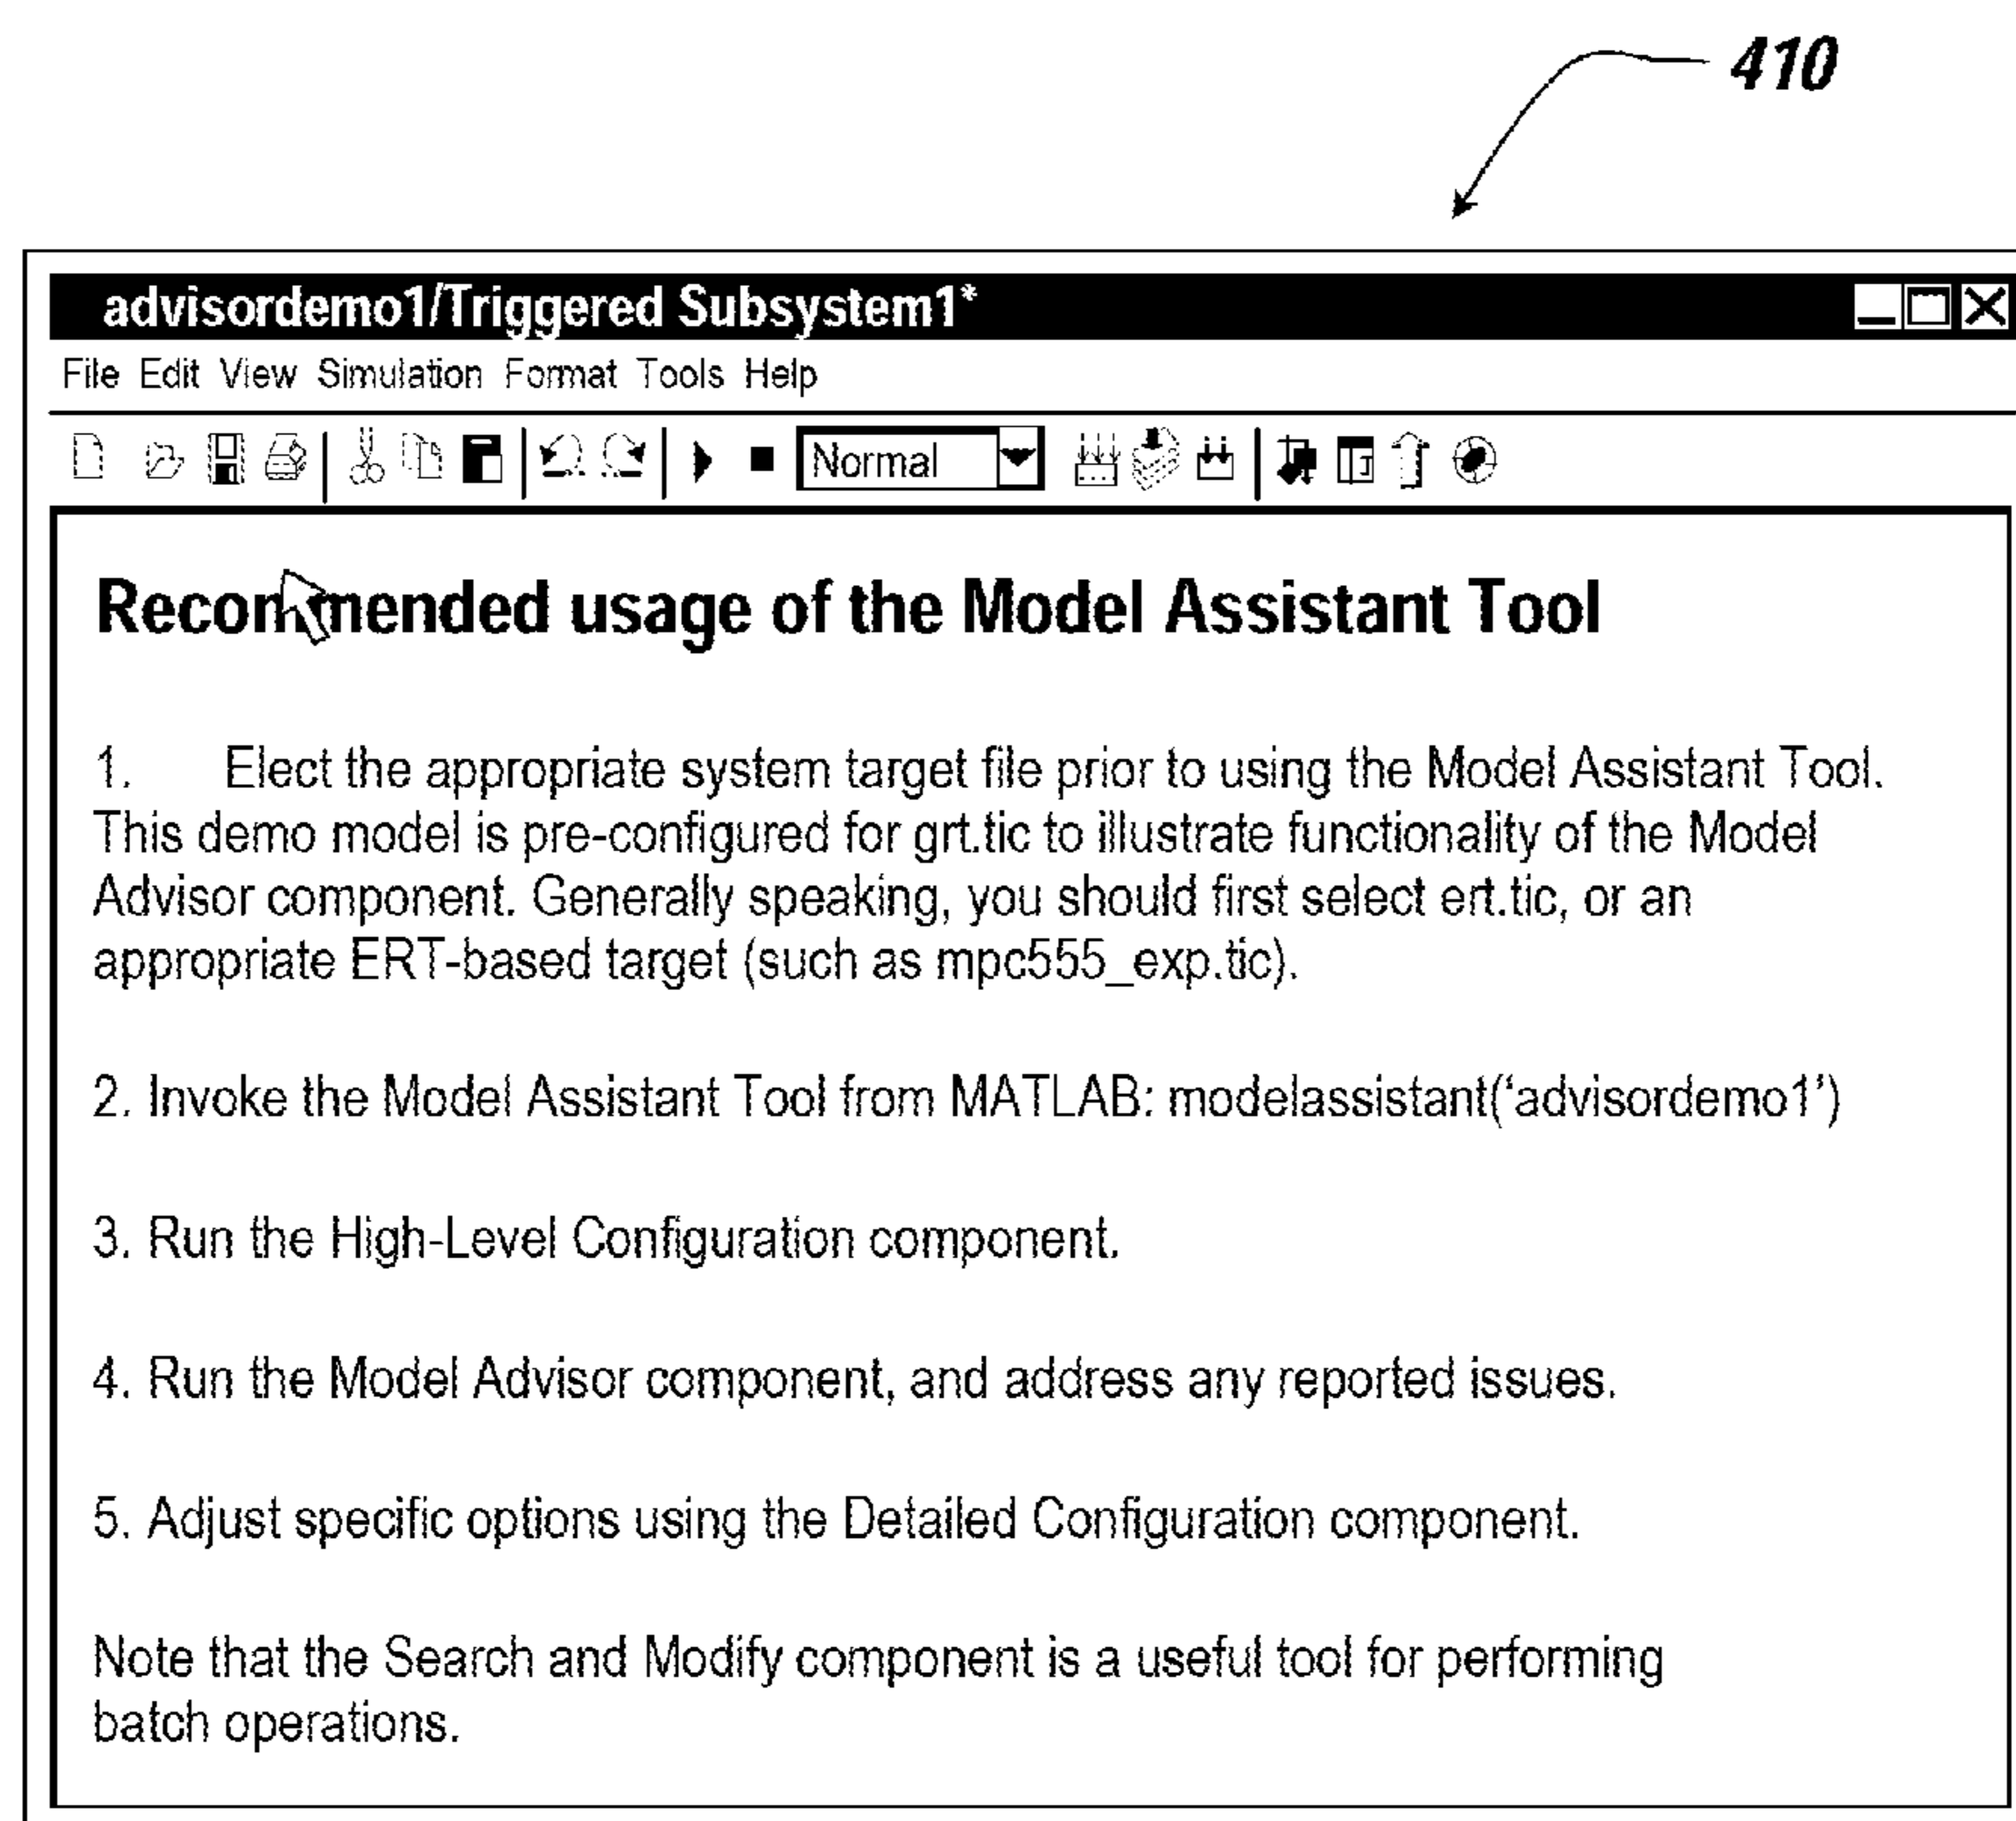 410
advisordemo1/Triggered Subsystem1*
File Edit View Simulation Format Tools Help
Normal
Recommended usage of the Model Assistant Tool
1. Elect the appropriate system target file prior to using the Model Assistant Tool.
This demo model is pre-configured for grt.tic to illustrate functionality of the Model
Advisor component. Generally speaking, you should first select ert.tic, or an
appropriate ERT-based target (such as mpc555_exp.tic).
2. Invoke the Model Assistant Tool from MATLAB: modelassistant(‘advisordemo1’)
3. Run the High-Level Configuration component.
4. Run the Model Advisor component, and address any reported issues.
5. Adjust specific options using the Detailed Configuration component.
Note that the Search and Modify component is a useful tool for performing
batch operations.